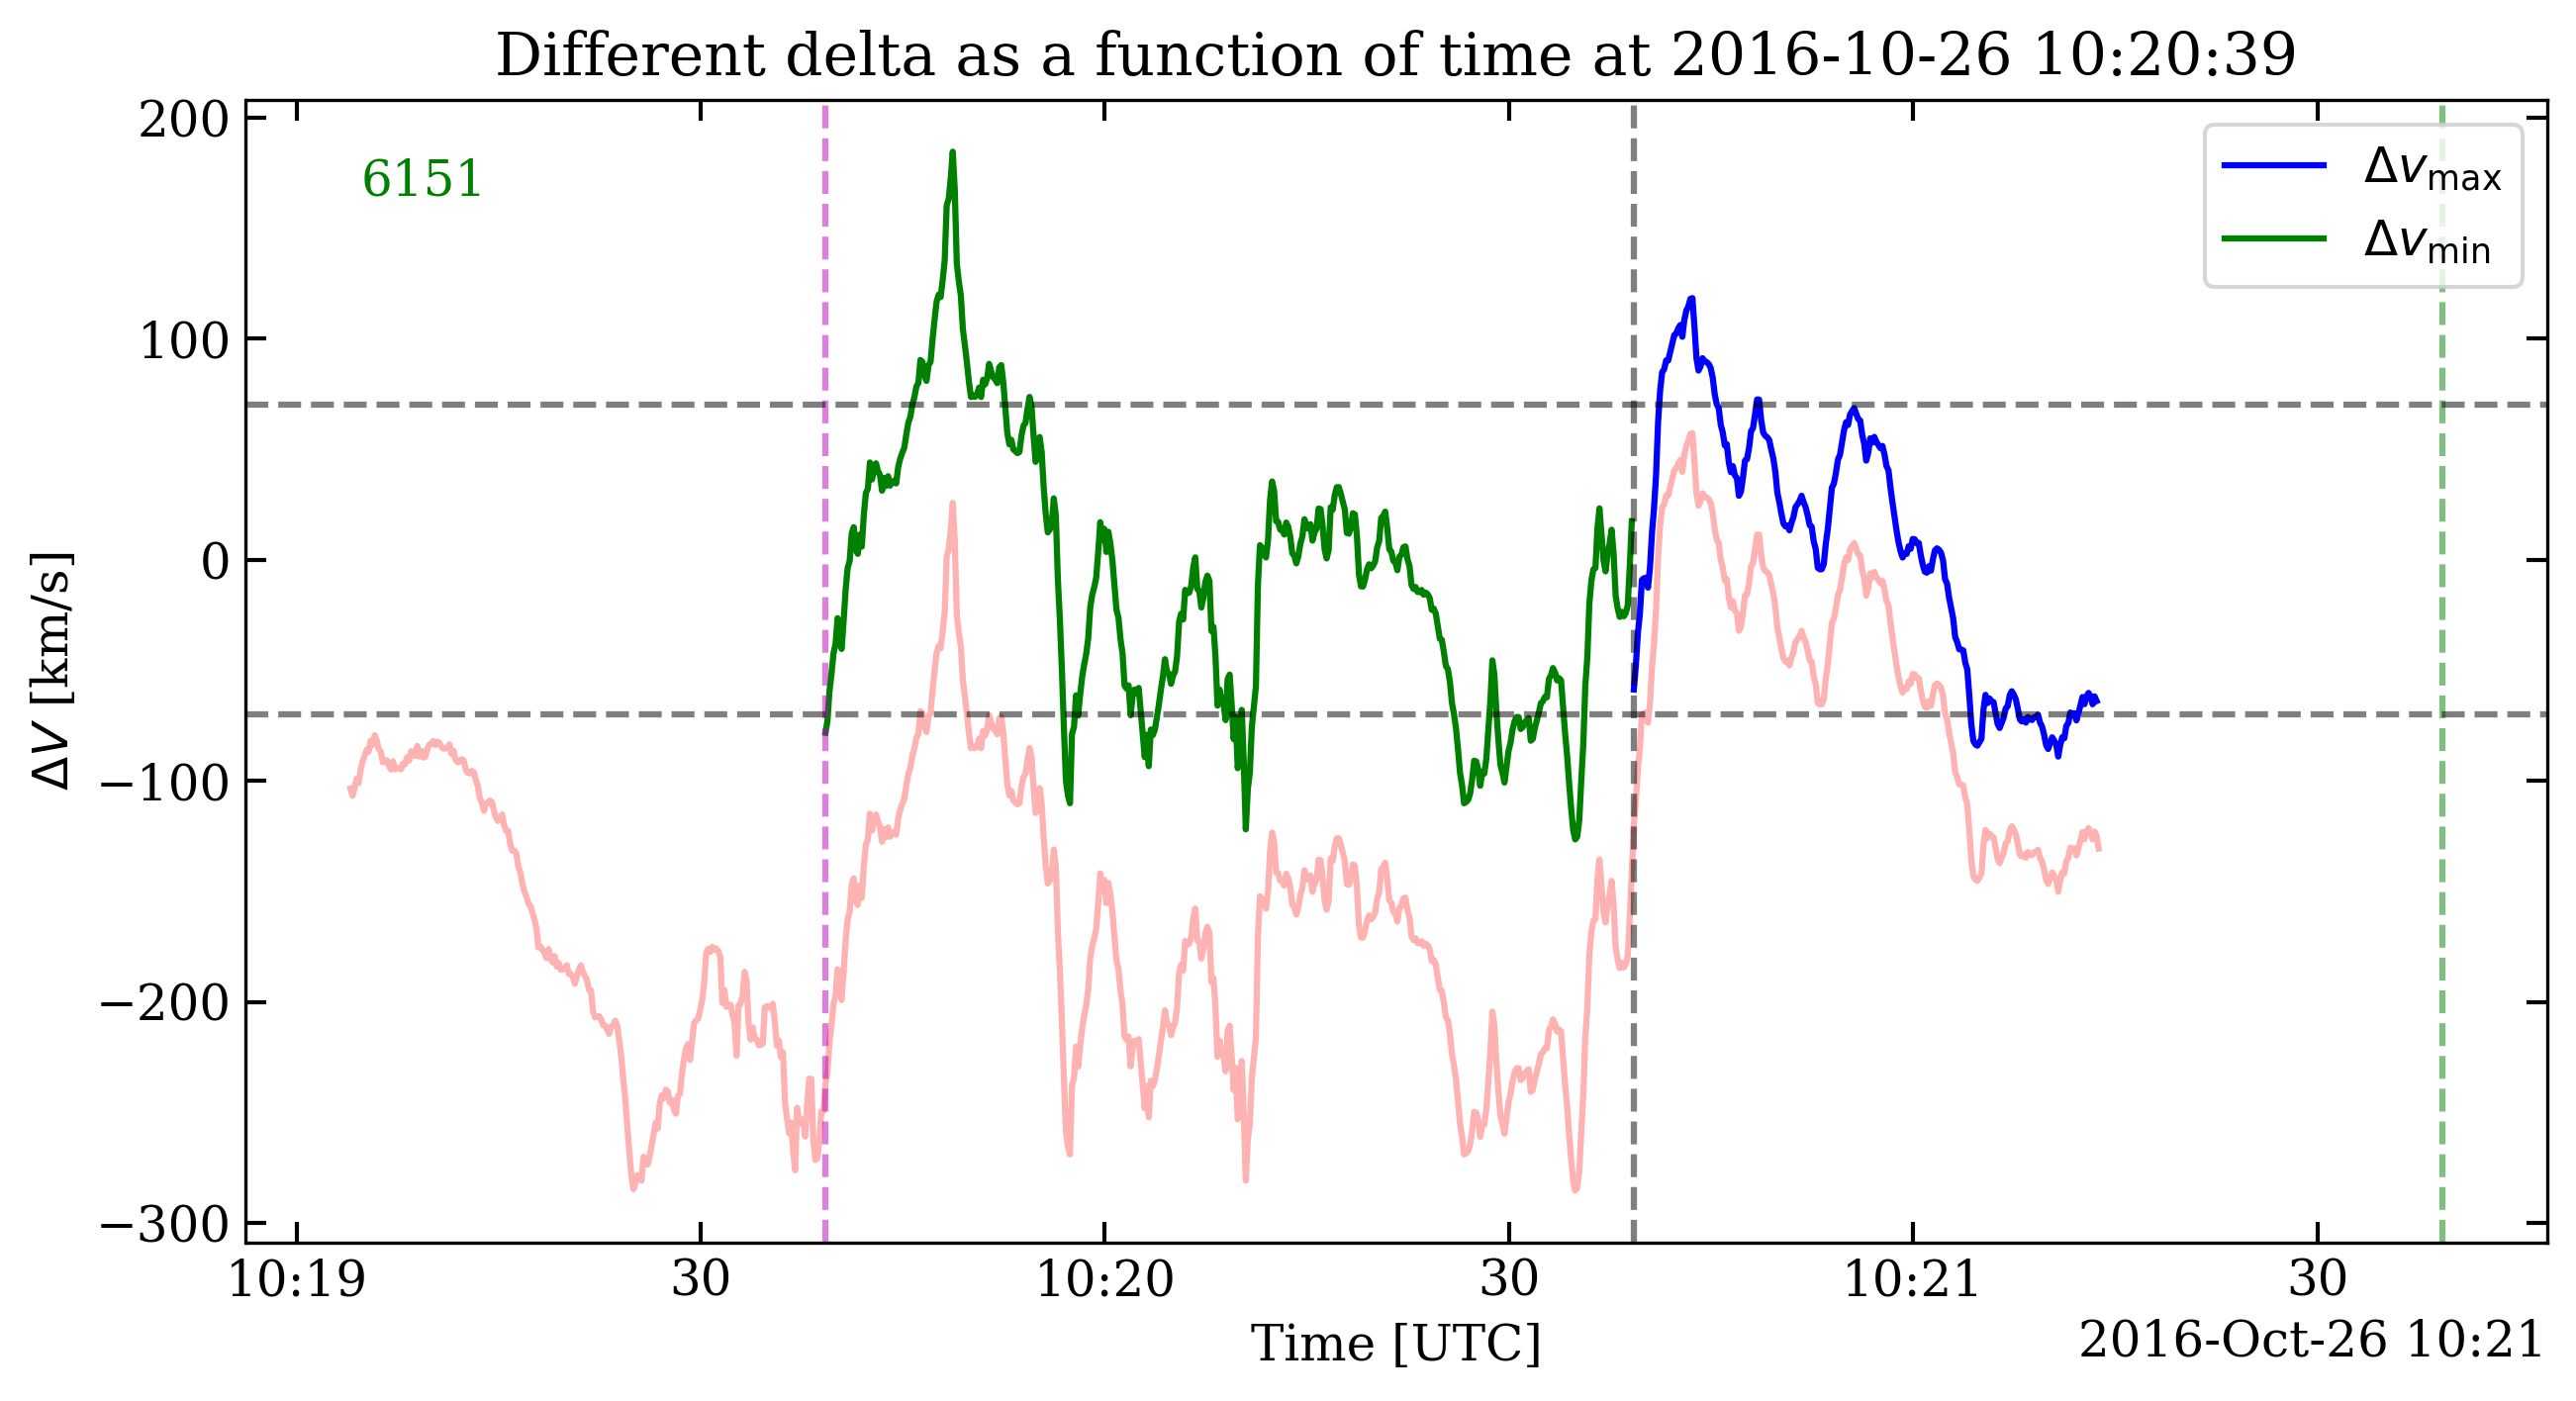 Different delta as a function of time at 2016-10-26 10:20:39
6151
Δv_max
Δv_min
200
100
0
−100
−200
−300
ΔV [km/s]
10:19 30 10:20 30 10:21 30
Time [UTC]
2016-Oct-26 10:21